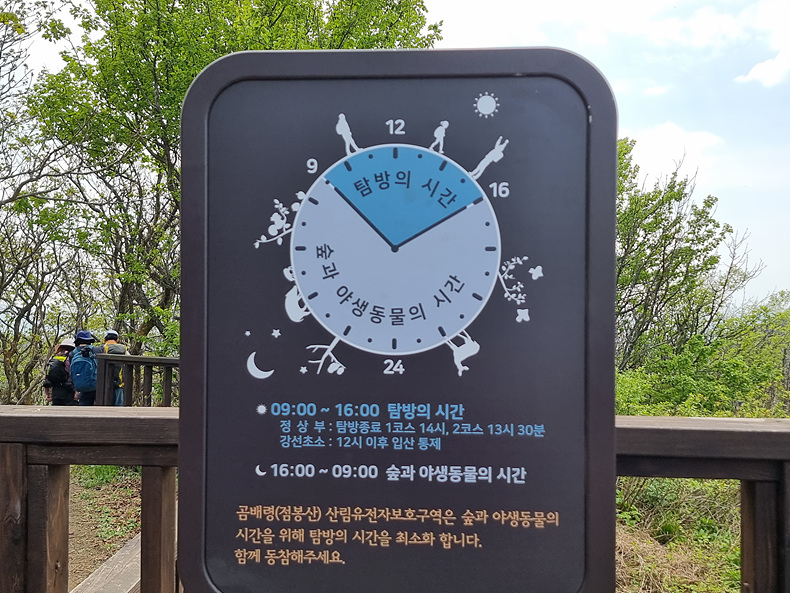 12
9
16
탐방의 시간
숲과 야생동물의 시간
24
09:00 ~ 16:00 탐방의 시간
정 상 부 : 탐방종료 1코스 14시, 2코스 13시 30분
강선초소 : 12시 이후 입산 통제
16:00 ~ 09:00 숲과 야생동물의 시간
곰배령(점봉산) 산림유전자보호구역은 숲과 야생동물의
시간을 위해 탐방의 시간을 최소화 합니다.
함께 동참해주세요.